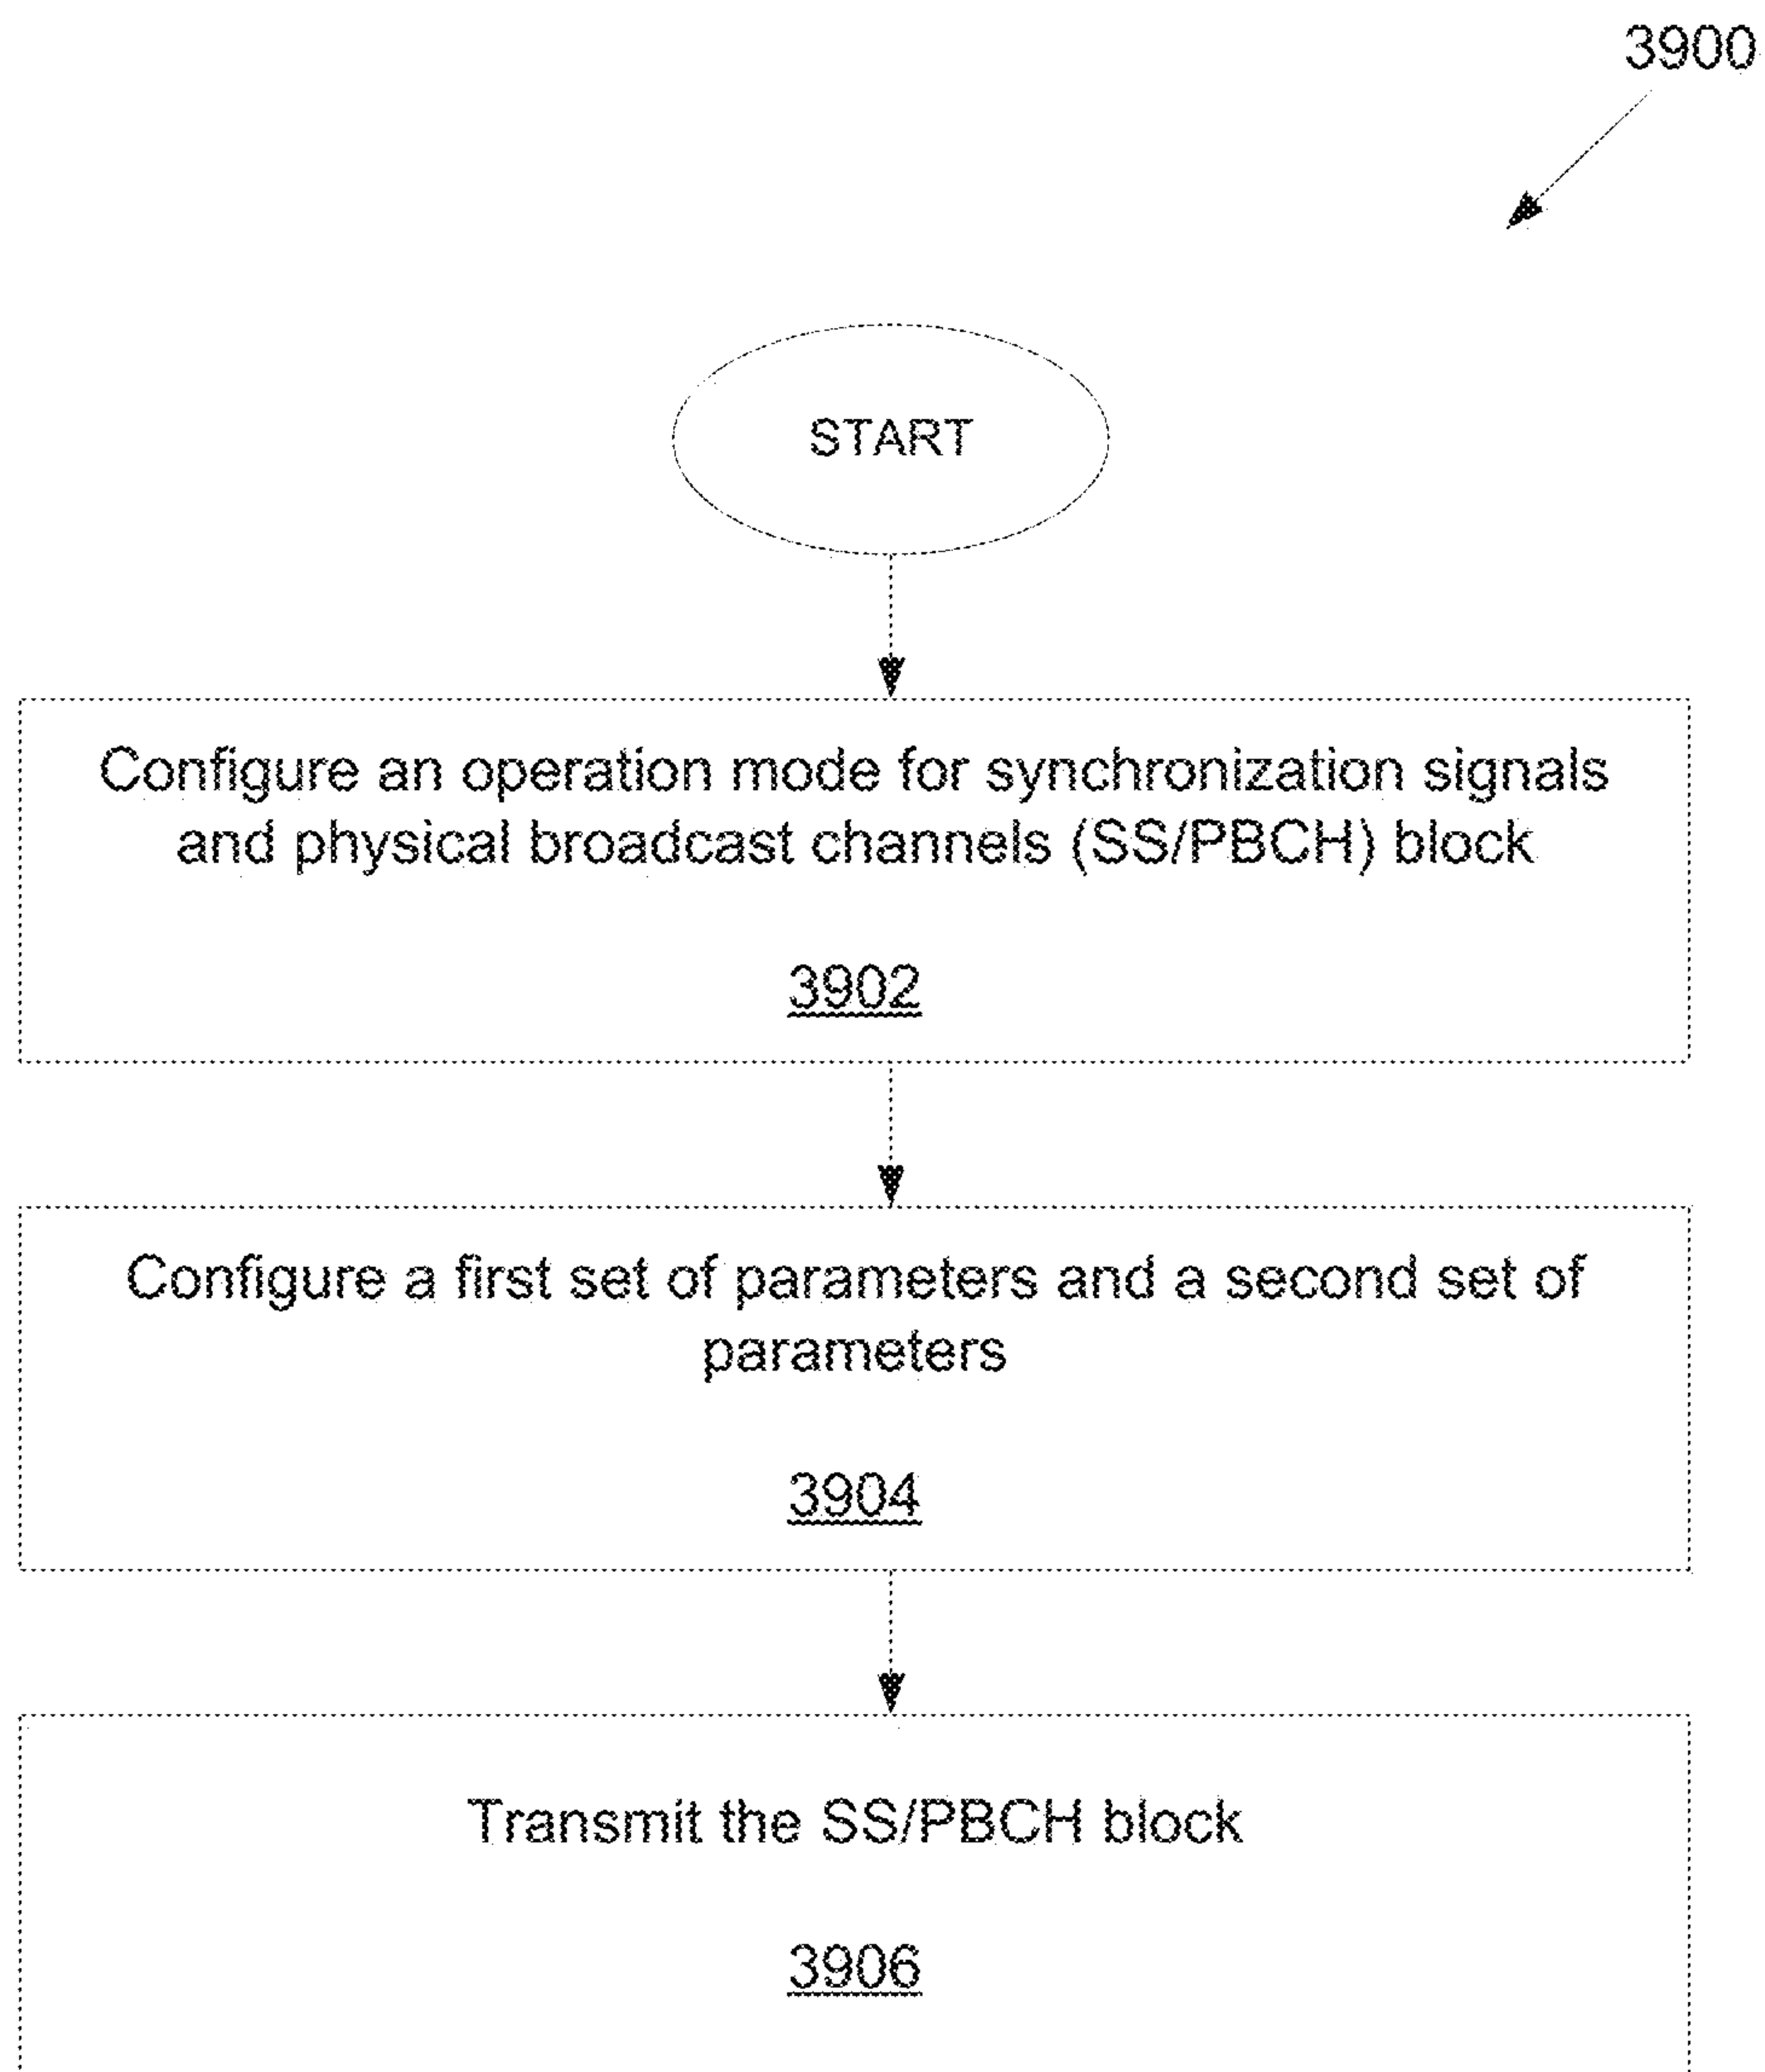 3900
START
Configure an operation mode for synchronization signals
and physical broadcast channels (SS/PBCH) block
3902
Configure a first set of parameters and a second set of
parameters
3904
Transmit the SS/PBCH block
3906